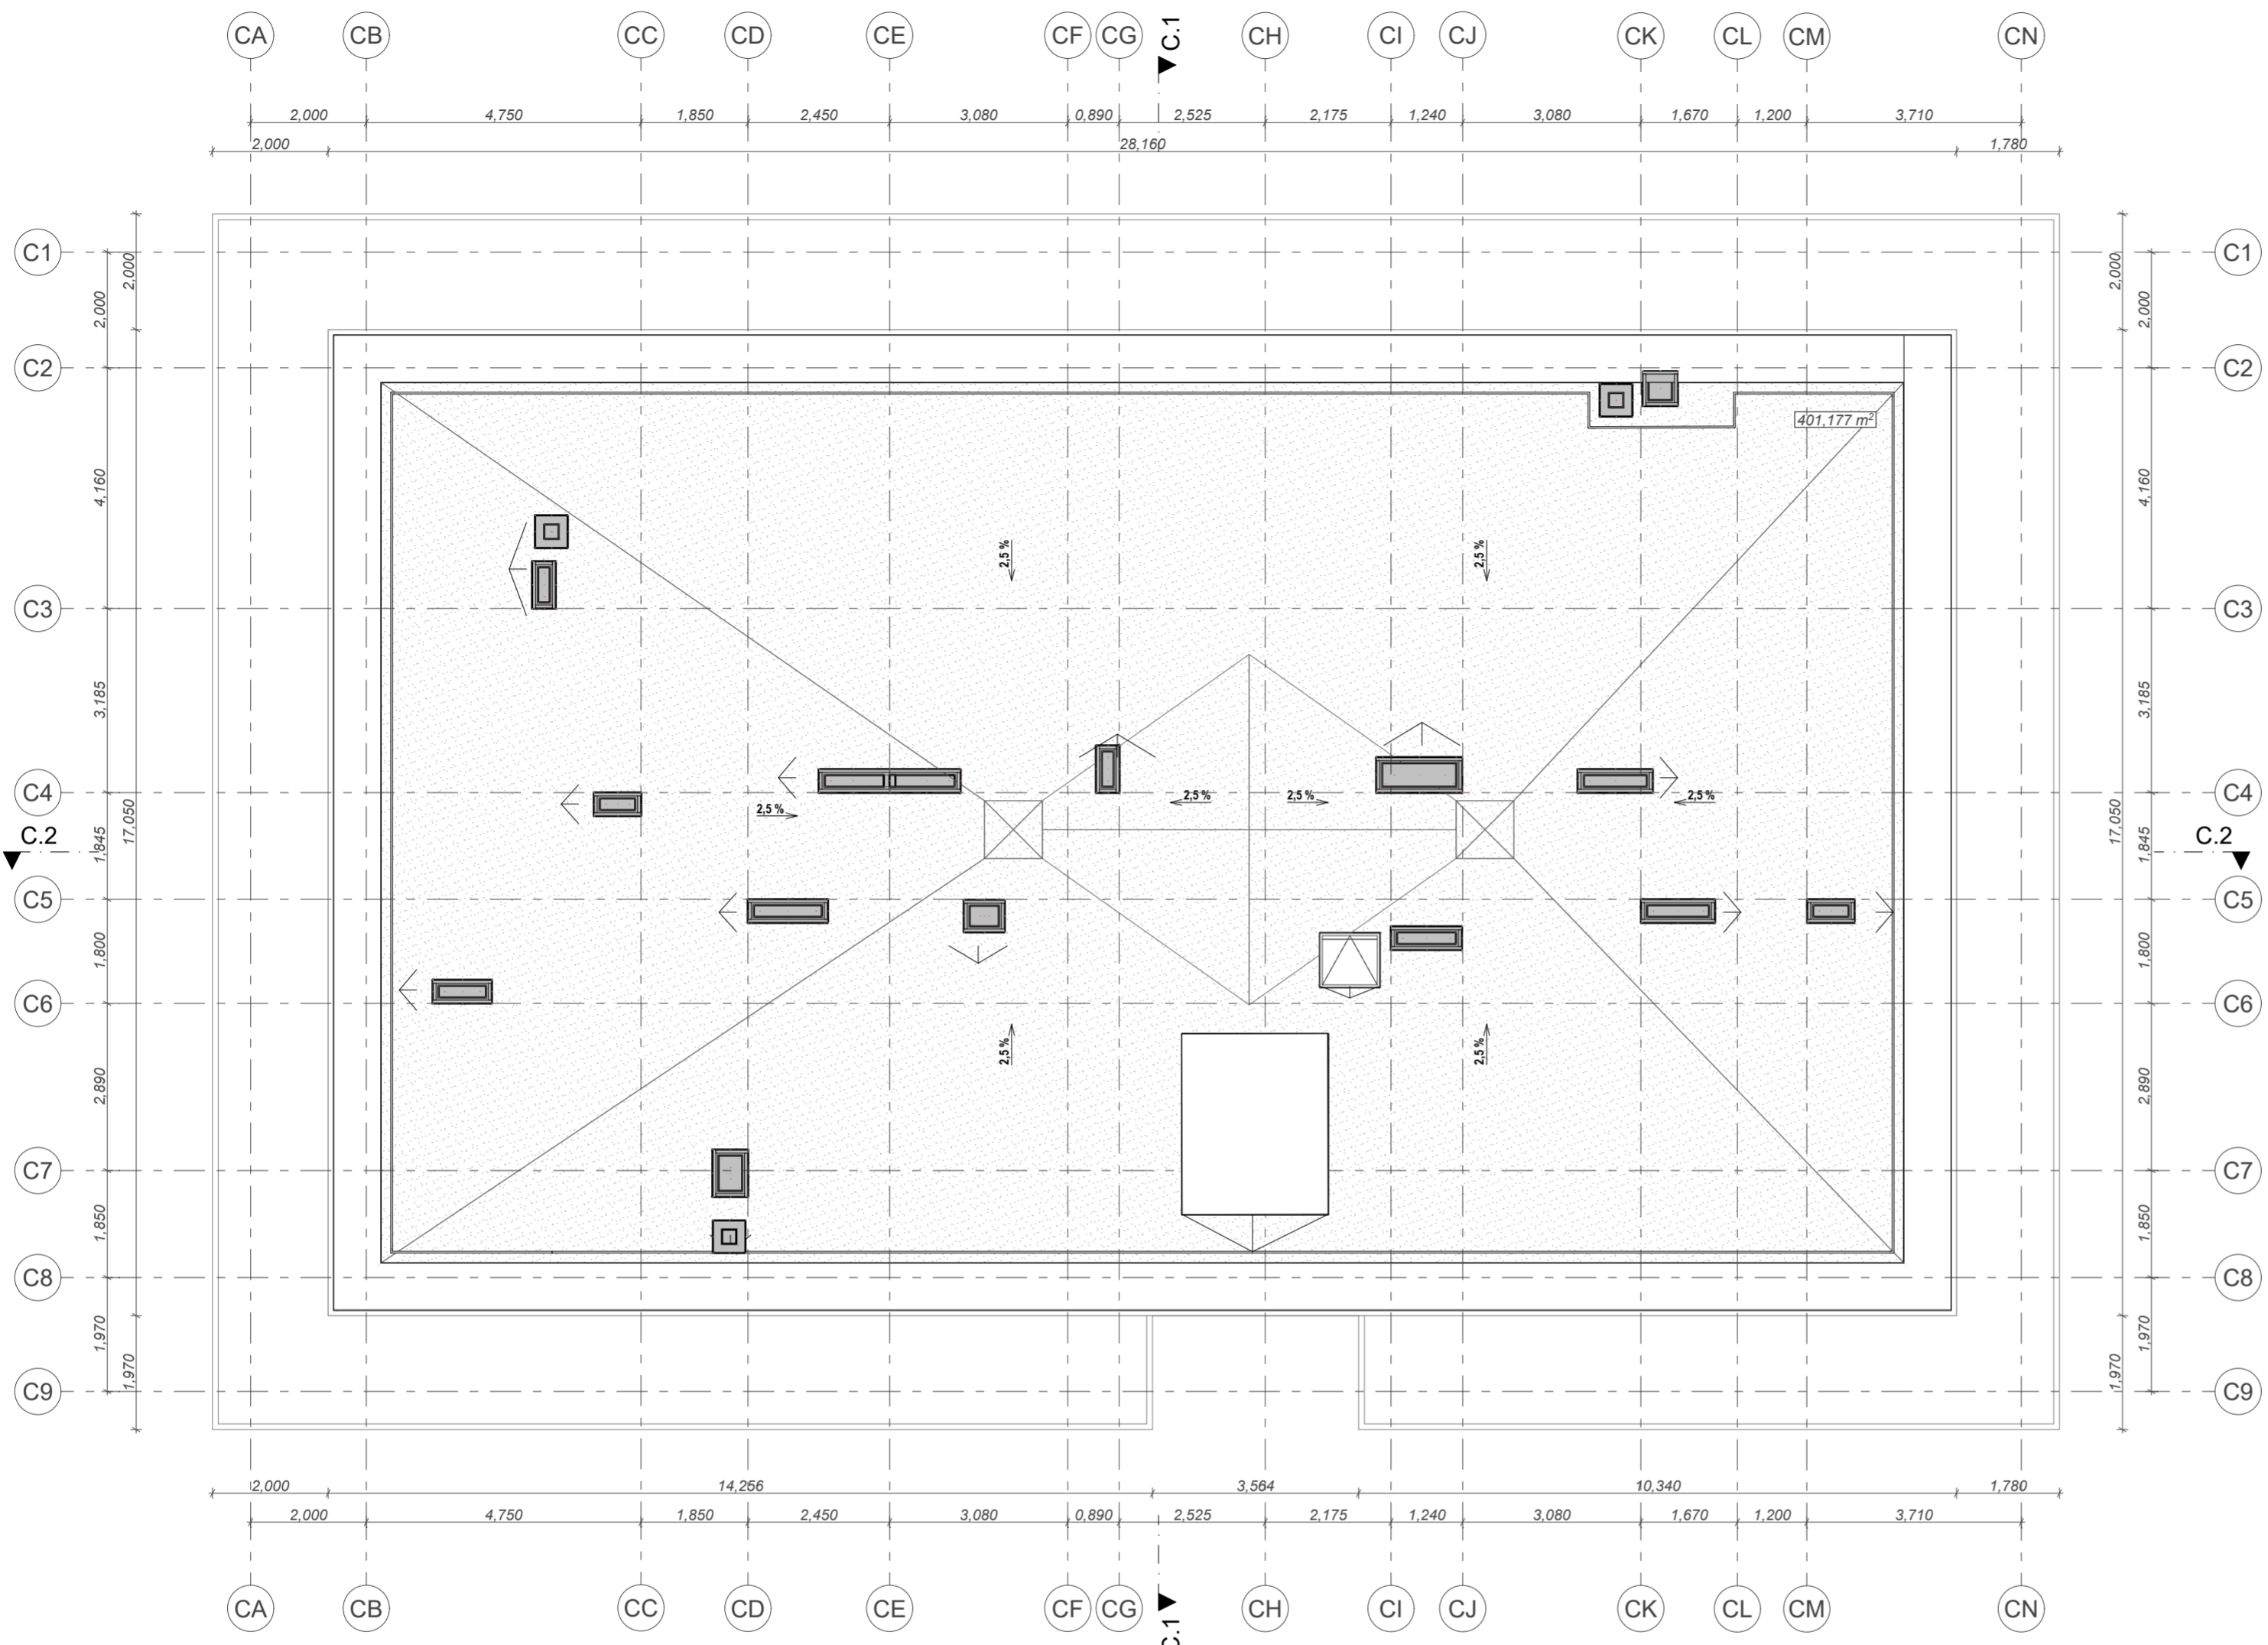 CA CB CC CD CE CF CG C.1 CH CI CJ CK CL CM CN
2,000 4,750 1,850 2,450 3,080 0,890 2,525 2,175 1,240 3,080 1,670 1,200 3,710
2,000 28,160 1,780
C1 C1
2,000 2,000 2,000 2,000
C2 C2
401,177 m²
4,160 4,160
2,5 % 2,5 %
C3 C3
3,185 3,185
C4 C4
2,5 % 2,5 % 2,5 % 2,5 %
17,050 17,050
C.2 1,845 1,845 C.2
C5 C5
1,800 1,800
C6 C6
2,5 % 2,5 %
2,890 2,890
C7 C7
1,850 1,850
C8 C8
1,970 1,970 1,970 1,970
C9 C9
2,000 14,256 3,564 10,340 1,780
2,000 4,750 1,850 2,450 3,080 0,890 2,525 2,175 1,240 3,080 1,670 1,200 3,710
CA CB CC CD CE CF CG C.1 CH CI CJ CK CL CM CN